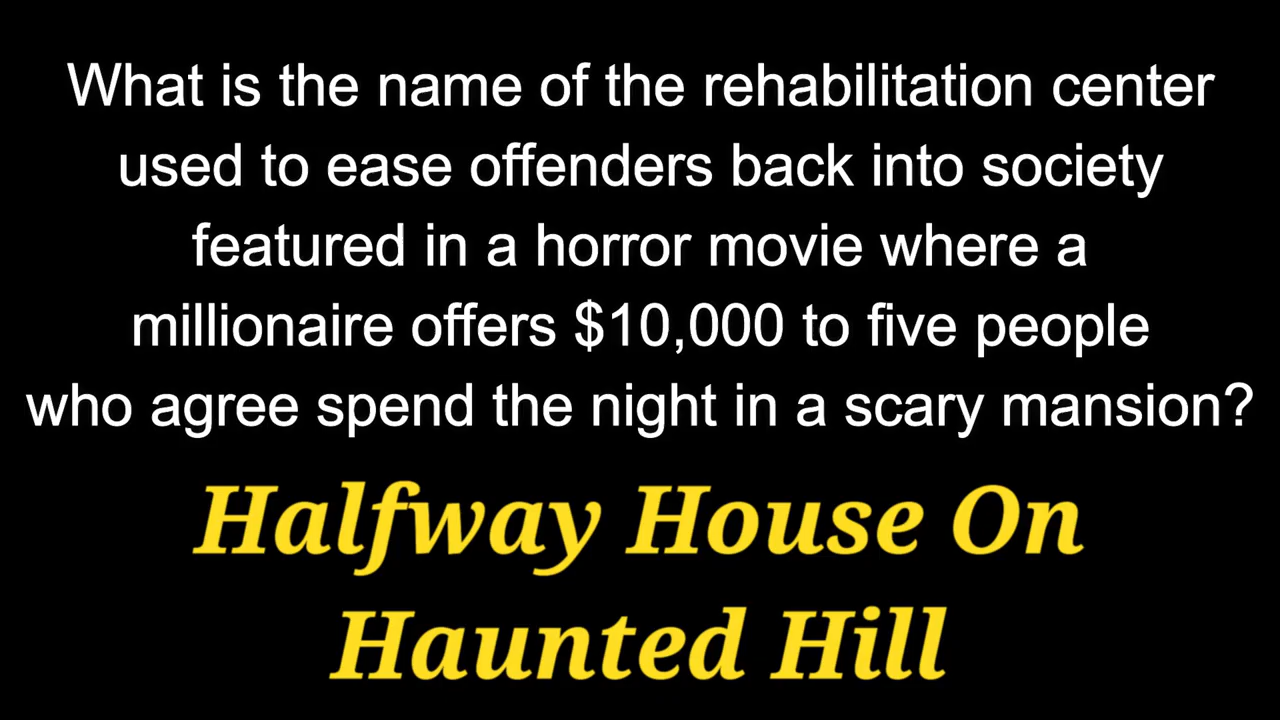 What is the name of the rehabilitation center
used to ease offenders back into society
featured in a horror movie where a
millionaire offers $10,000 to five people
who agree spend the night in a scary mansion?
Halfway House On
Haunted Hill